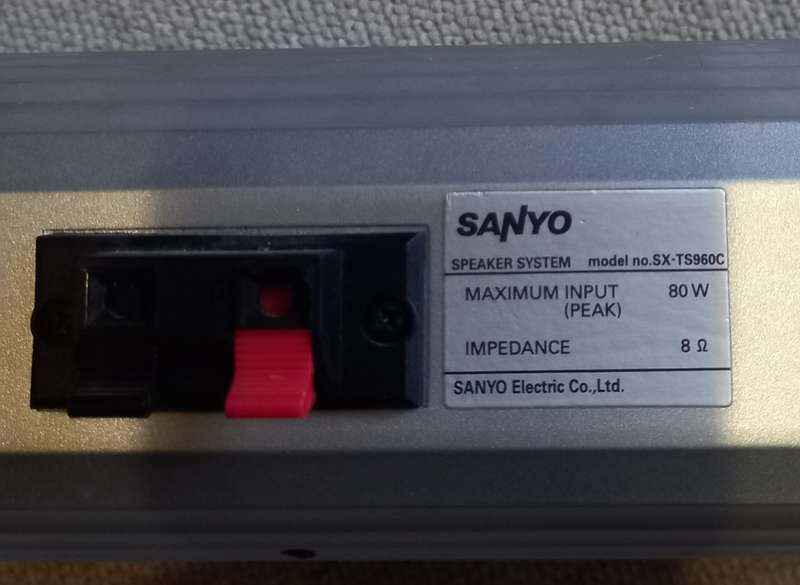 SANYO
SPEAKER SYSTEM model no.SX-TS960C
MAXIMUM INPUT 80 W
(PEAK)
IMPEDANCE 8 Ω
SANYO Electric Co.,Ltd.